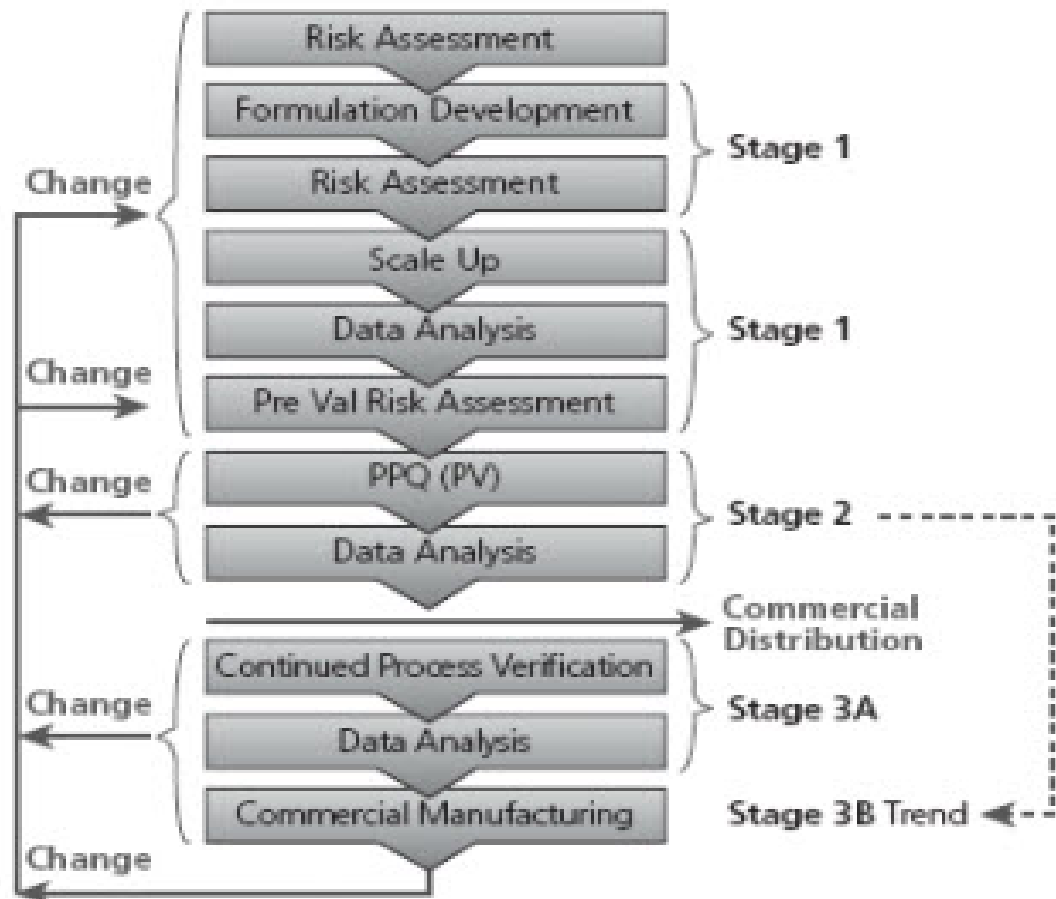 Risk Assessment
Formulation Development
Stage 1
Change
Risk Assessment
Scale Up
Data Analysis
Stage 1
Change
Pre Val Risk Assessment
Change
PPQ (PV)
Stage 2
Data Analysis
Commercial
Distribution
Continued Process Verification
Change
Stage 3A
Data Analysis
Commercial Manufacturing
Stage 3B Trend
Change